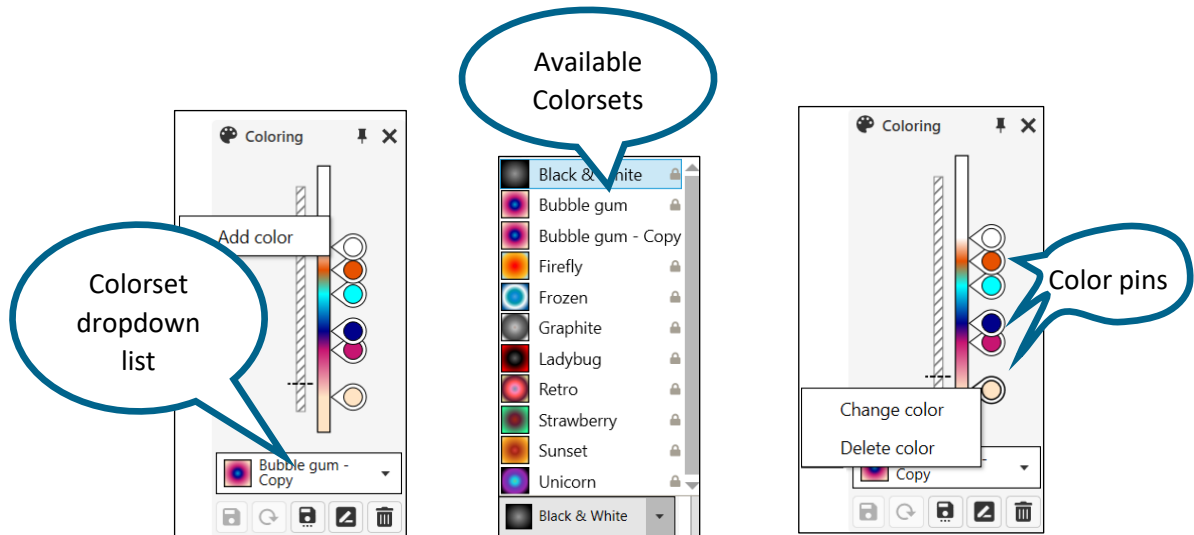 Available
Colorsets
Coloring
Add color
Colorset
dropdown
list
Bubble gum -
Copy
Black & White
Bubble gum
Bubble gum - Copy
Firefly
Frozen
Graphite
Ladybug
Retro
Strawberry
Sunset
Unicorn
Black & White
Coloring
Color pins
Change color
Delete color
-
Copy